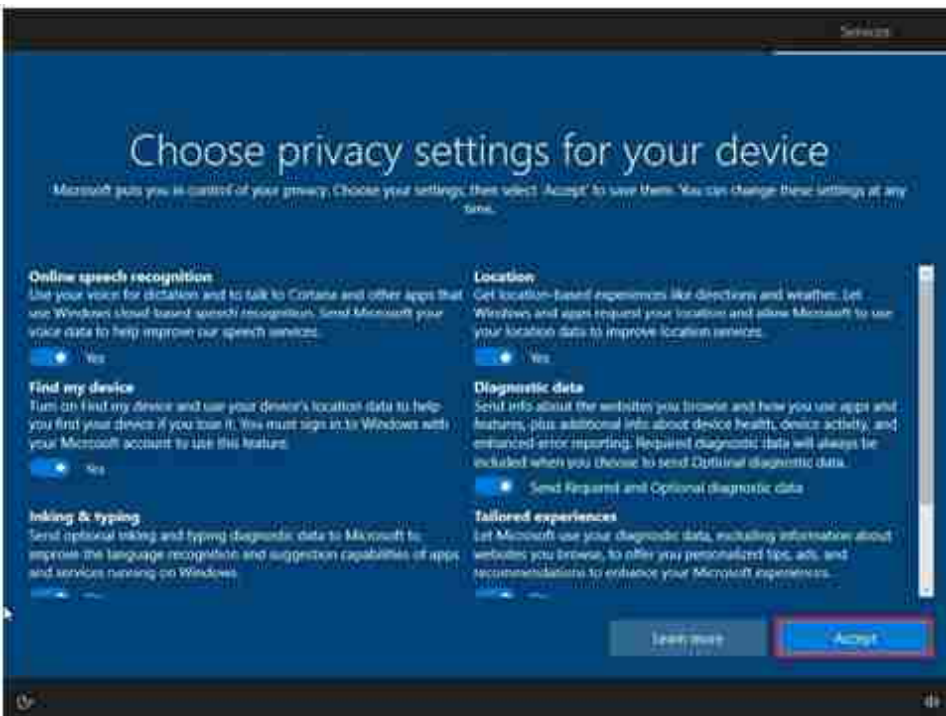 Services
Choose privacy settings for your device
Microsoft puts you in control of your privacy. Choose your settings, then select 'Accept' to save them. You can change these settings at any
time.
Online speech recognition
Use your voice for dictation and to talk to Cortana and other apps that
use Windows cloud-based speech recognition. Send Microsoft your
voice data to help improve our speech services.
Yes
Find my device
Turn on Find my device and use your device's location data to help
you find your device if you lose it. You must sign in to Windows with
your Microsoft account to use this feature.
Yes
Inking & typing
Send optional inking and typing diagnostic data to Microsoft to
improve the language recognition and suggestion capabilities of apps
and services running on Windows.
Location
Get location-based experiences like directions and weather. Let
Windows and apps request your location and allow Microsoft to use
your location data to improve location services.
Yes
Diagnostic data
Send info about the websites you browse and how you use apps and
features, plus additional info about device health, device activity, and
enhanced error reporting. Required diagnostic data will always be
included when you choose to send Optional diagnostic data.
Send Required and Optional diagnostic data
Tailored experiences
Let Microsoft use your diagnostic data, excluding information about
websites you browse, to offer you personalized tips, ads, and
recommendations to enhance your Microsoft experiences.
Learn more
Accept